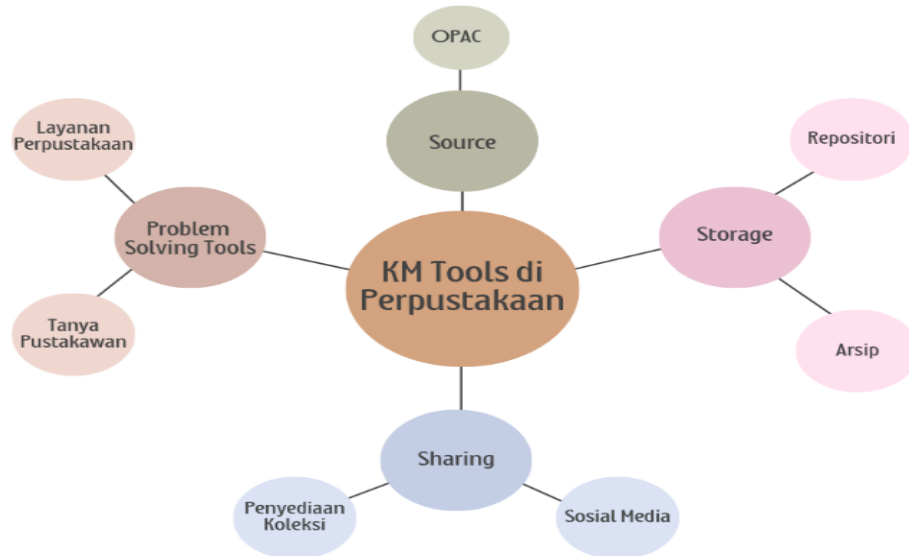 OPAC
Source
Layanan
Perpustakaan
Repositori
Problem
Solving Tools
Storage
KM Tools di
Perpustakaan
Tanya
Pustakawan
Arsip
Sharing
Penyediaan
Koleksi
Sosial Media